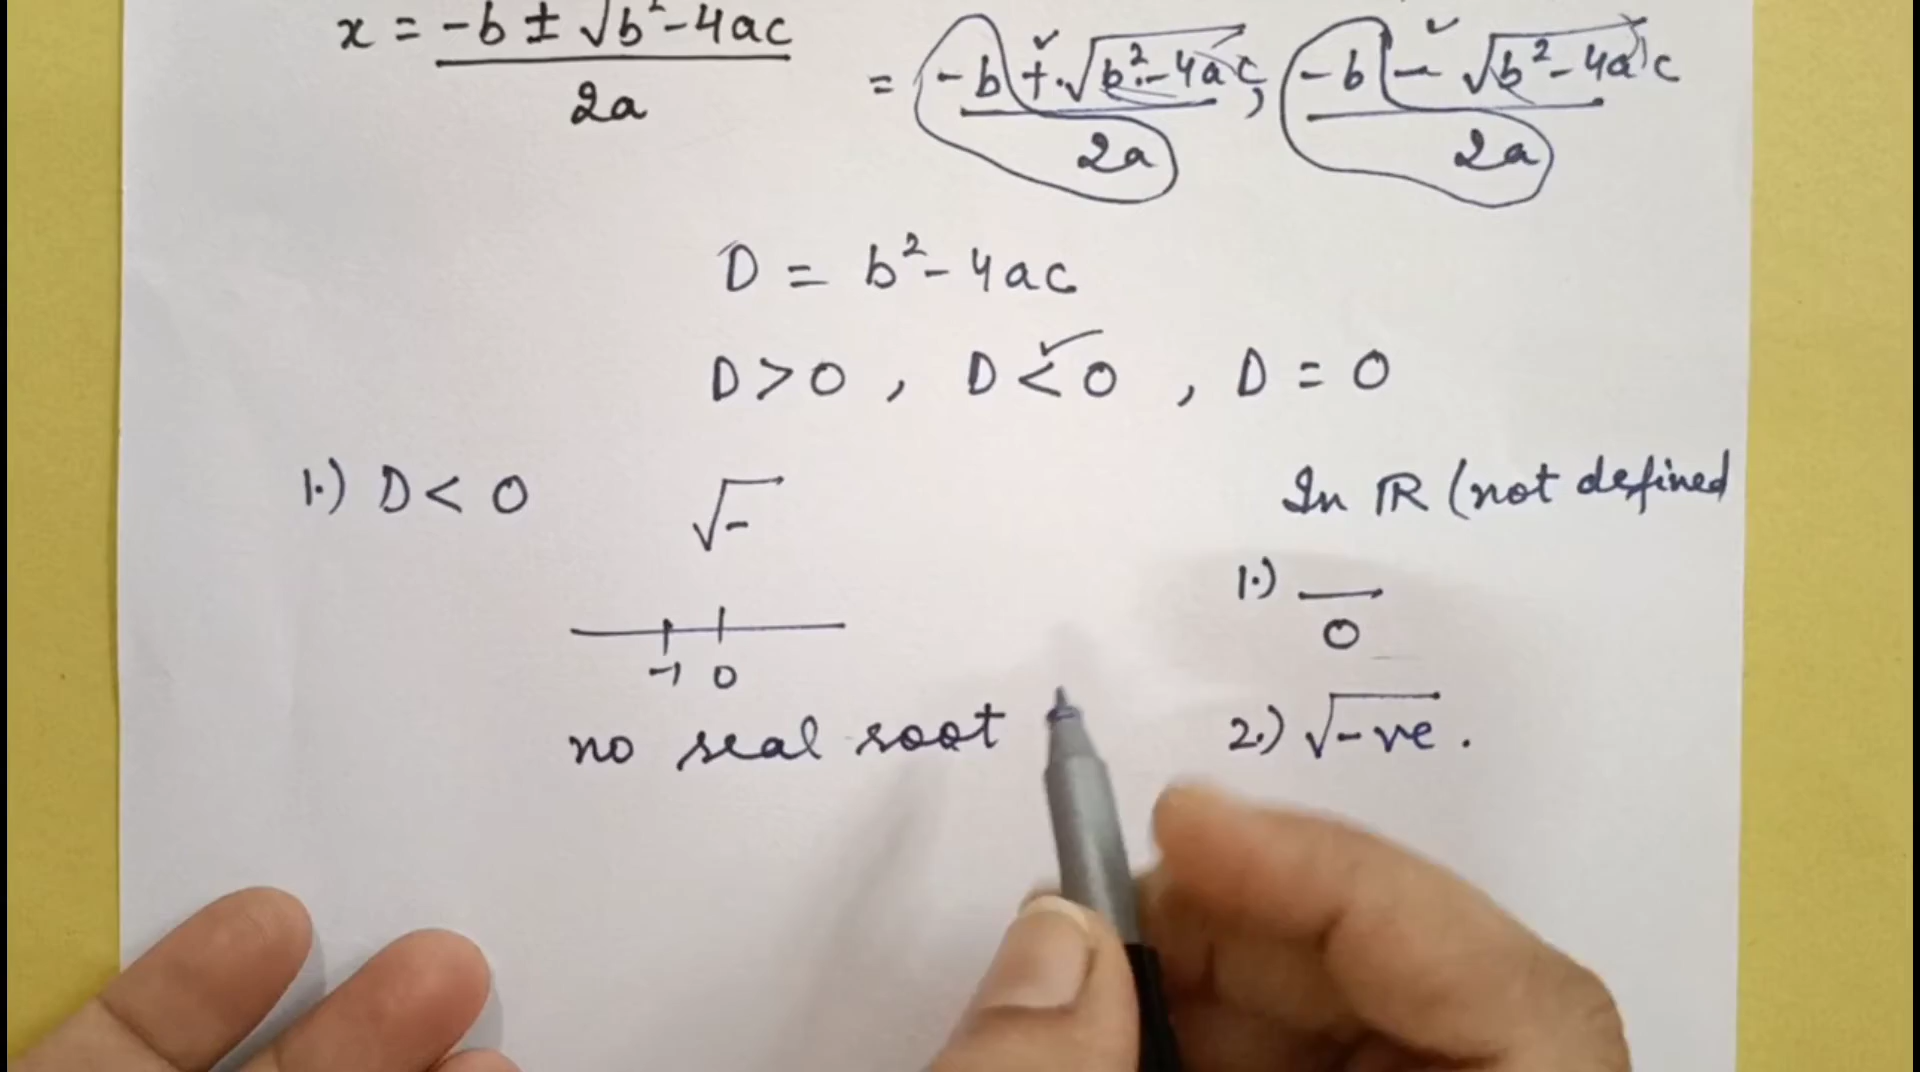 x = -b ± √b²-4ac
2a
= -b + √b²-4ac , -b - √b²-4ac
2a 2a
D = b²-4ac
D > 0 , D < 0 , D = 0
1.) D < 0 √- In ℝ (not defined
1.) —
0
-1 0
no real root 2.) √-ve .